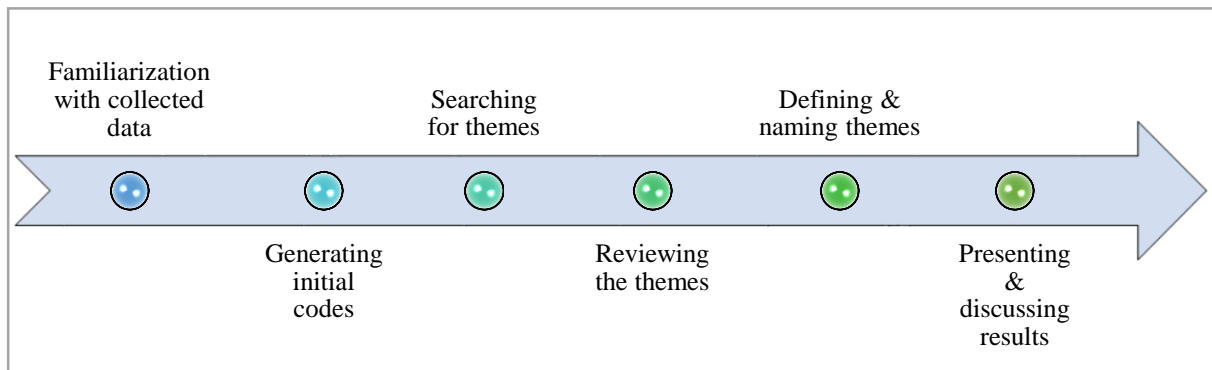 Familiarization
with collected
data
Generating
initial
codes
Searching
for themes
Reviewing
the themes
Defining &
naming themes
Presenting
&
discussing
results